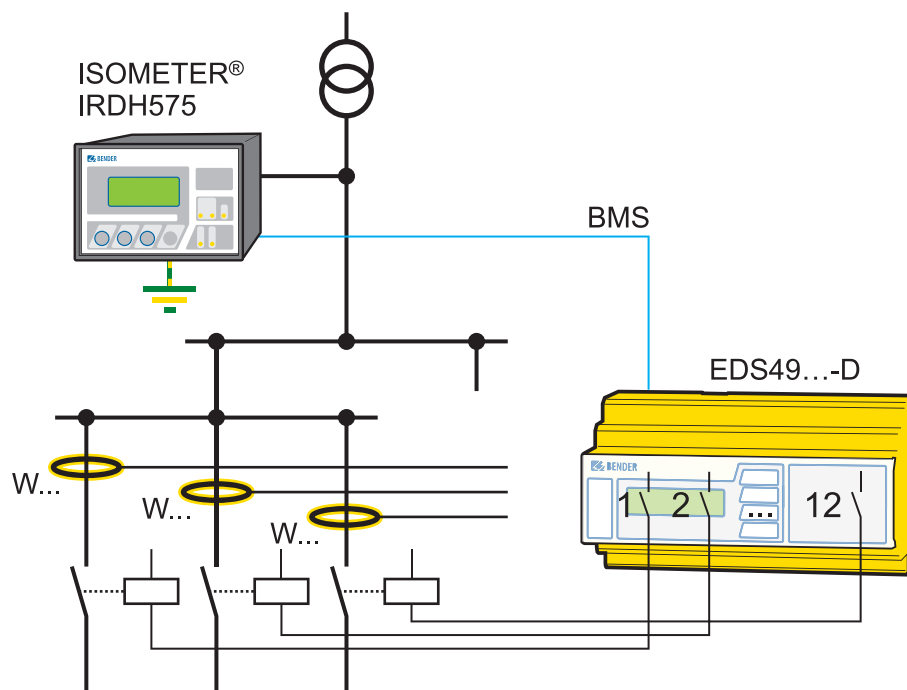 ISOMETER®
IRDH575
BENDER
BMS
EDS49...-D
BENDER
1 2 ... 12
W...
W...
W...